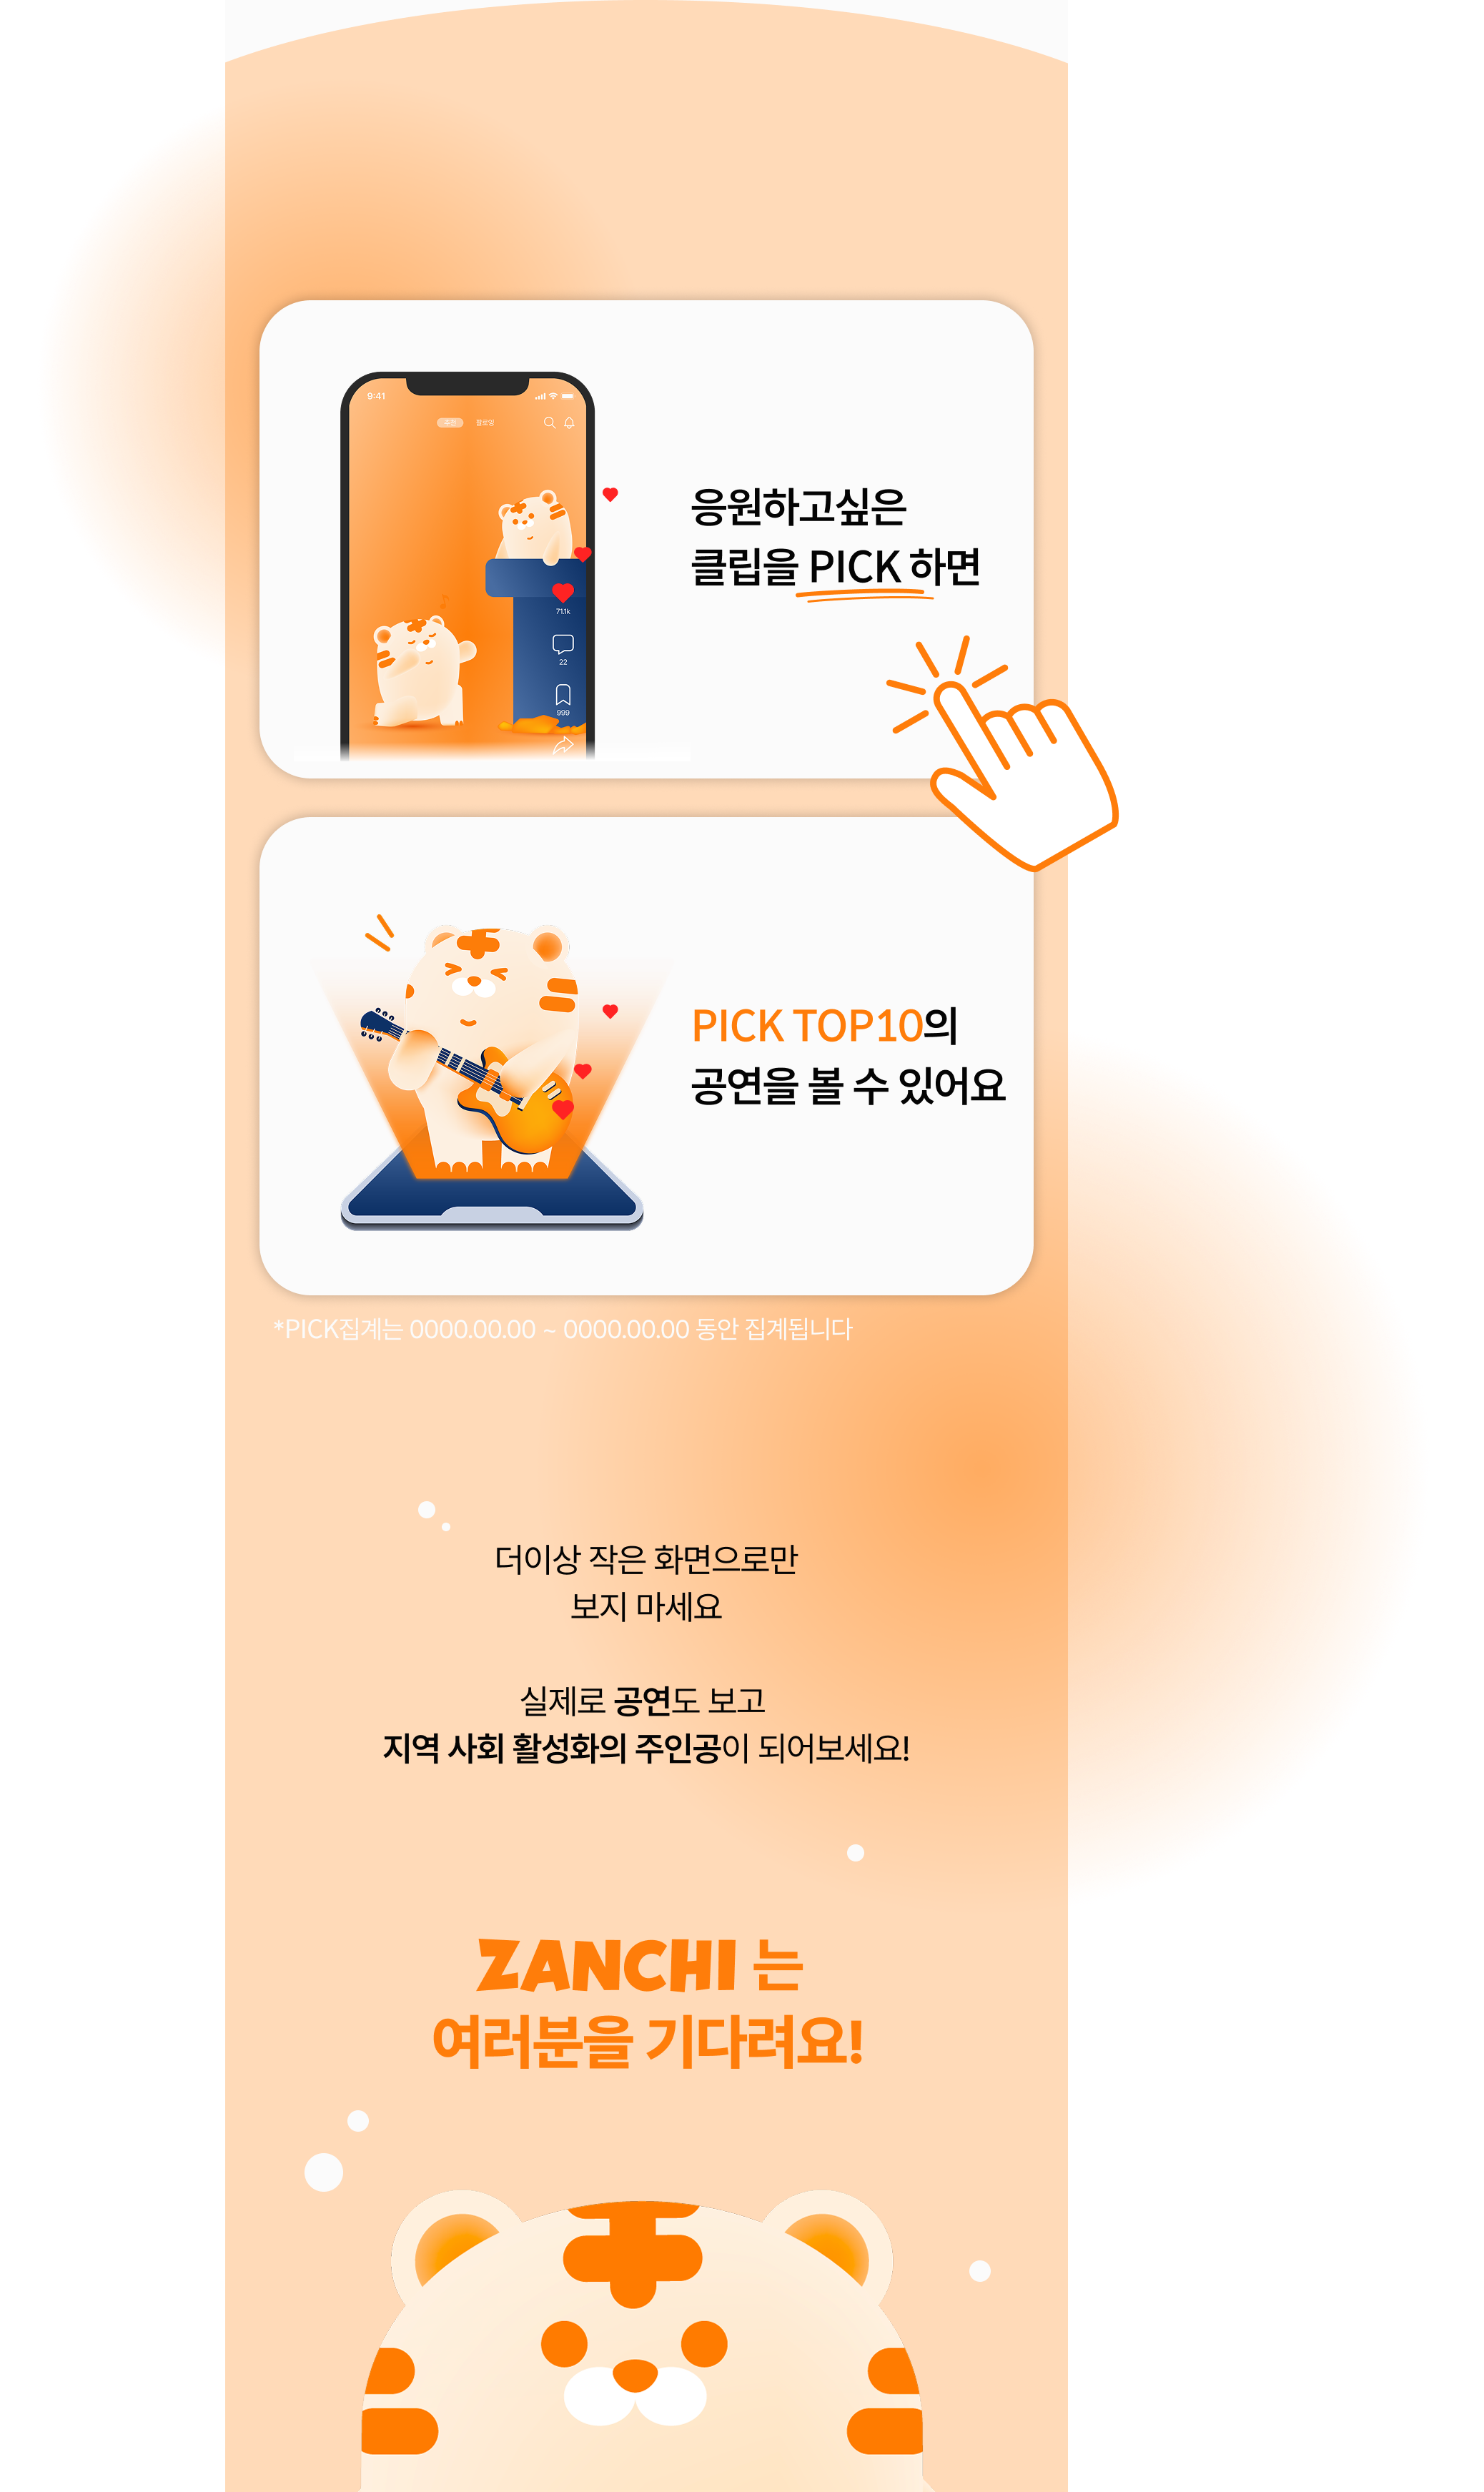 9:41
추천 팔로잉
응원하고싶은
클립을 PICK 하면
71.1k
22
999
PICK TOP10의
공연을 볼 수 있어요
*PICK집계는 0000.00.00 ~ 0000.00.00 동안 집계됩니다
더이상 작은 화면으로만
보지 마세요
실제로 공연도 보고
지역 사회 활성화의 주인공이 되어보세요!
ZANCHI 는
여러분을 기다려요!